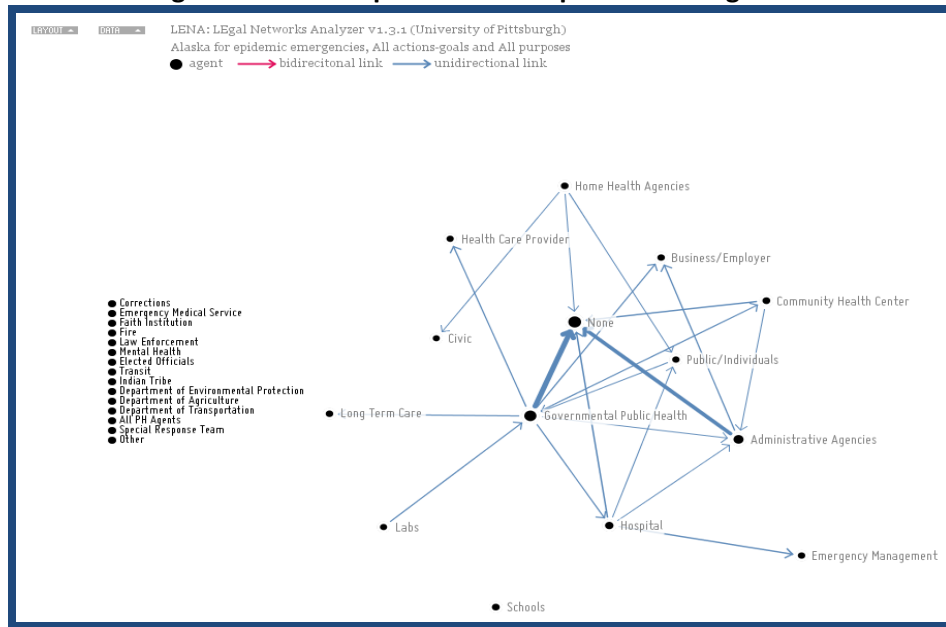 LAYOUT
DATA
LENA: LEgal Networks Analyzer v1.3.1 (University of Pittsburgh)
Alaska for epidemic emergencies, All actions-goals and All purposes
agent
bidirecitonal link
unidirectional link
Home Health Agencies
Health Care Provider
Business/Employer
Community Health Center
None
Civic
Public/Individuals
Long Term Care
Governmental Public Health
Administrative Agencies
Labs
Hospital
Emergency Management
Schools
Corrections
Emergency Medical Service
Faith Institution
Fire
Law Enforcement
Mental Health
Elected Officials
Transit
Indian Tribe
Department of Environmental Protection
Department of Agriculture
Department of Transportation
All PH Agents
Special Response Team
Other